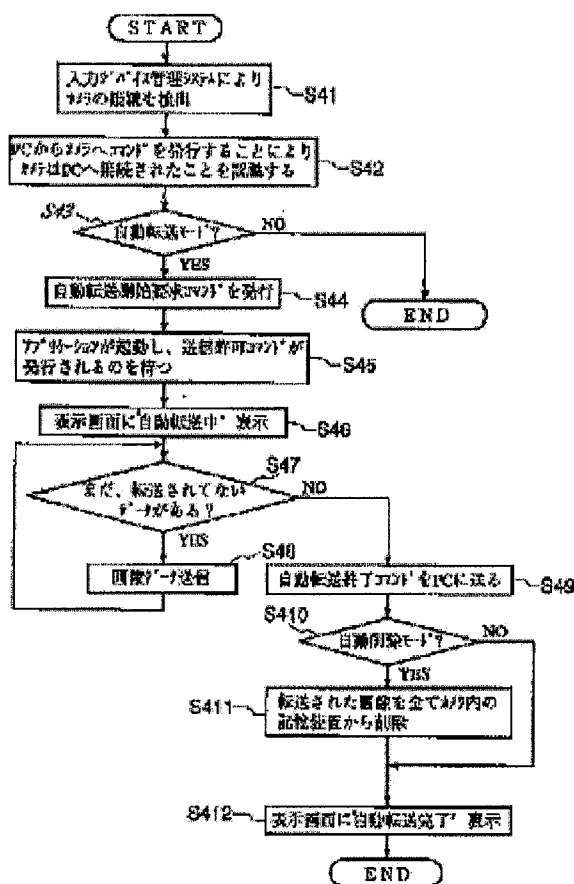 START
入力デバイス管理システムにより
カメラの接続を検出
S41
PCからカメラへコマンドを発行することにより
カメラはPCへ接続されたことを認識する
S42
S43
自動転送モード?
NO
YES
自動転送開始要求コマンドを発行
S44
END
アプリケーションが起動し、送信許可コマンドが
発行されるのを待つ
S45
表示画面に"自動転送中"表示
S46
S47
まだ、転送されてない
データがある?
NO
YES
S48
画像データ送信
自動転送終了コマンドをPCに送る
S49
S410
自動削除モード?
NO
YES
S411
転送された画像を全てカメラ内の
記憶装置から削除
S412
表示画面に"自動転送完了"表示
END